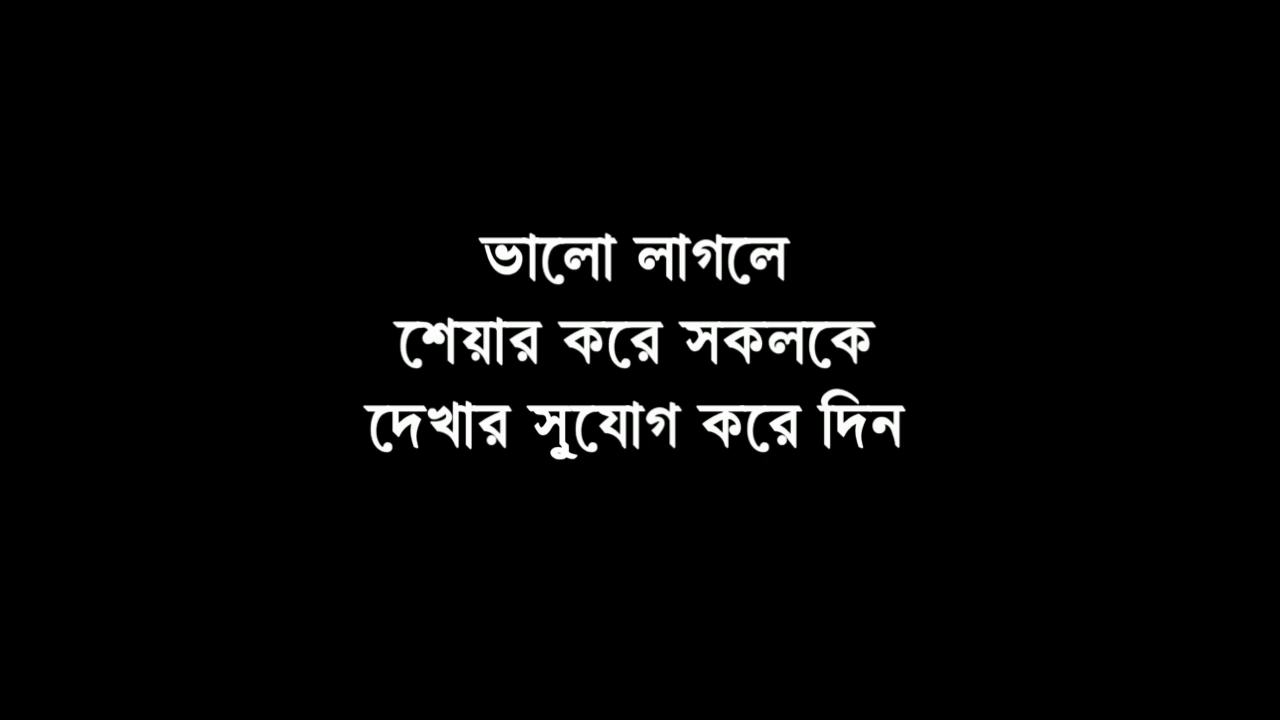 ভালো লাগলে
শেয়ার করে সকলকে
দেখার সুযোগ করে দিন